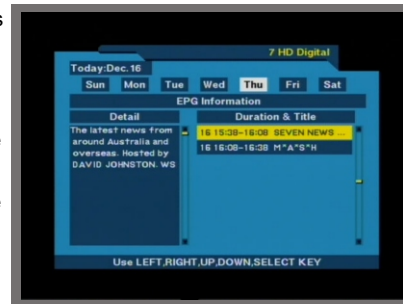 s
7 HD Digital
Today:Dec.16
Sun Mon Tue Wed Thu Fri Sat
EPG Information
Detail
The latest news from
around Australia and
overseas. Hosted by
DAVID JOHNSTON. WS
Duration & Title
16 15:38-16:08 SEVEN NEWS ...
16 16:08-16:38 M*A*S*H
Use LEFT,RIGHT,UP,DOWN,SELECT KEY